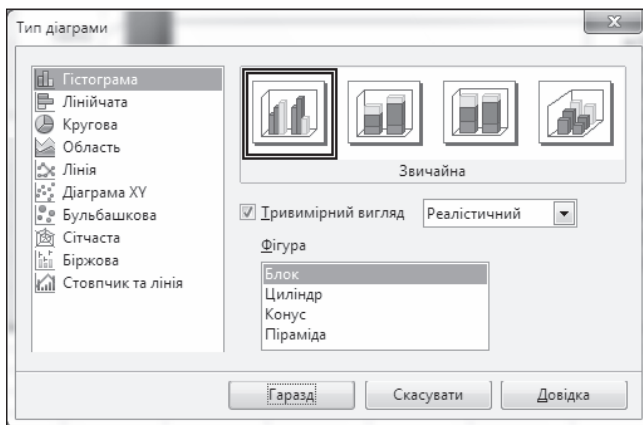 Тип діаграми
Гістограма
Лінійчата
Кругова
Область
Лінія
Діаграма XY
Бульбашкова
Сітчаста
Біржова
Стовпчик та лінія
Звичайна
Тривимірний вигляд
Реалістичний
Фігура
Блок
Циліндр
Конус
Піраміда
Гаразд
Скасувати
Довідка